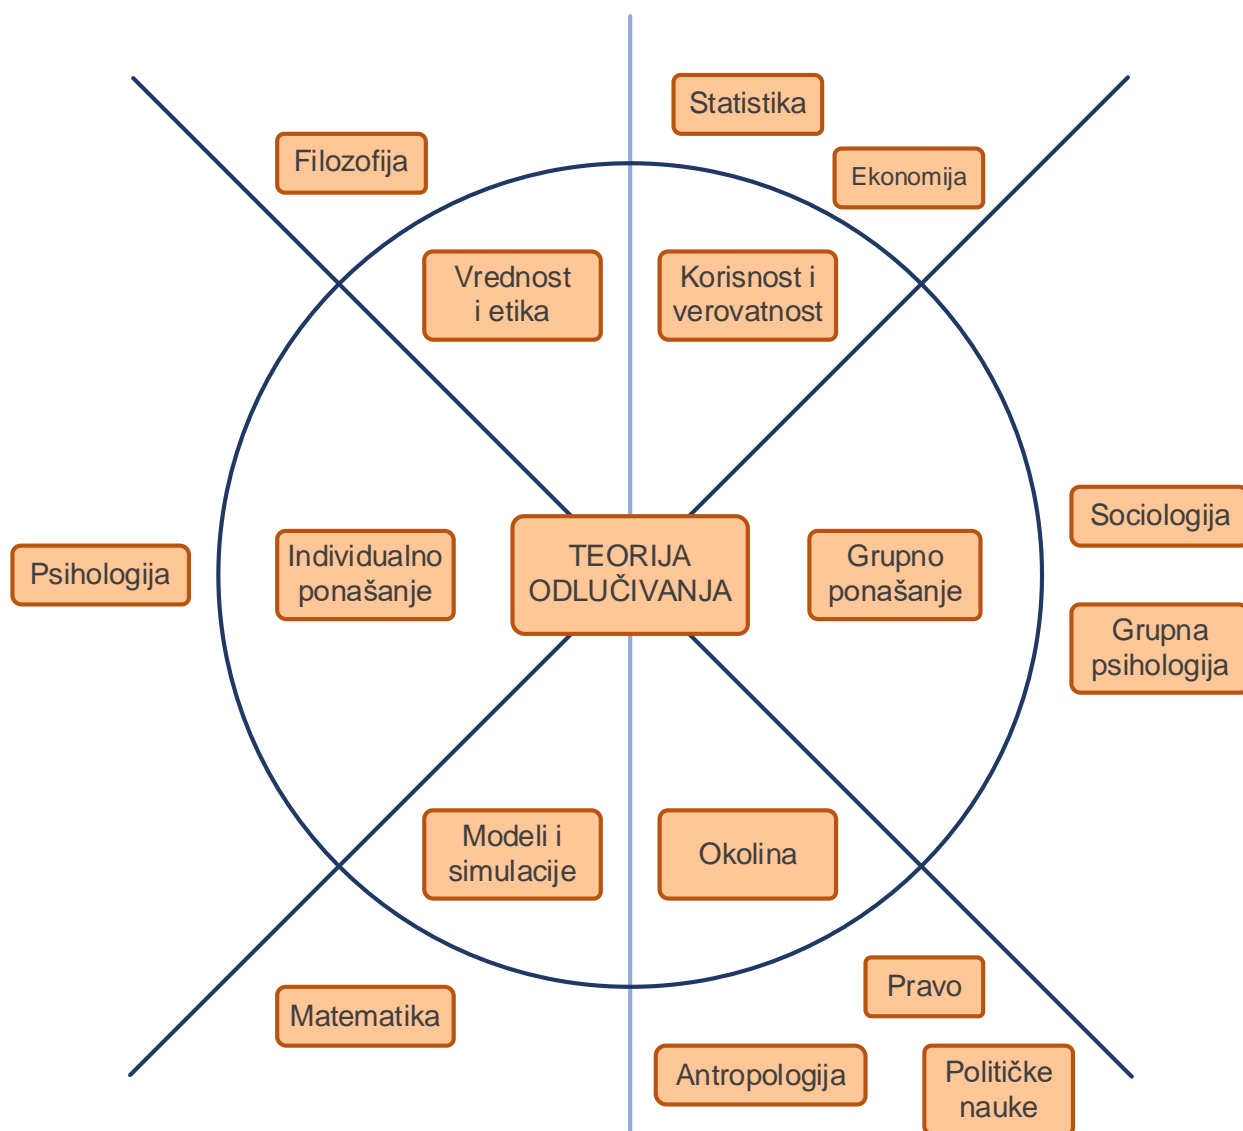 Statistika
Filozofija
Ekonomija
Vrednost
i etika
Korisnost i
verovatnost
Sociologija
Psihologija
Individualno
ponašanje
TEORIJA
ODLUČIVANJA
Grupno
ponašanje
Grupna
psihologija
Modeli i
simulacije
Okolina
Pravo
Matematika
Antropologija
Političke
nauke